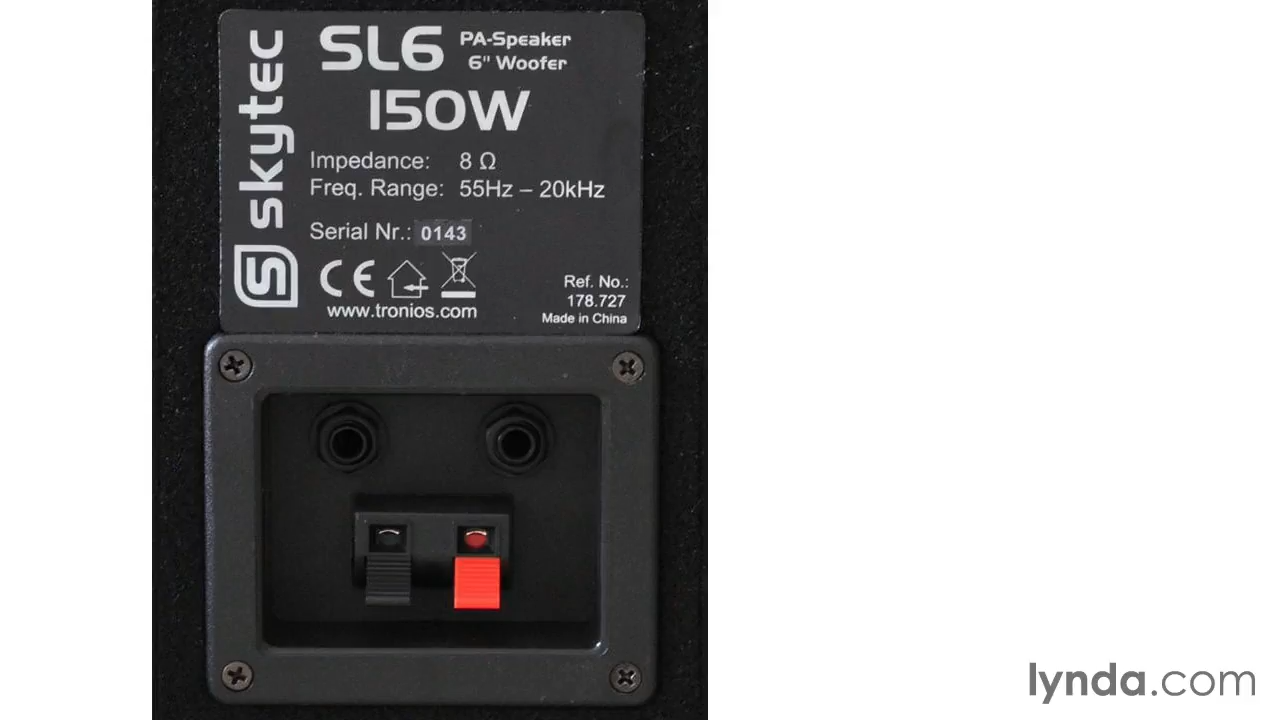 skytec
SL6 PA-Speaker
6" Woofer
150W
Impedance: 8 Ω
Freq. Range: 55Hz – 20kHz
Serial Nr.: 0143
CE
www.tronios.com
Ref. No.:
178.727
Made in China
lynda.com